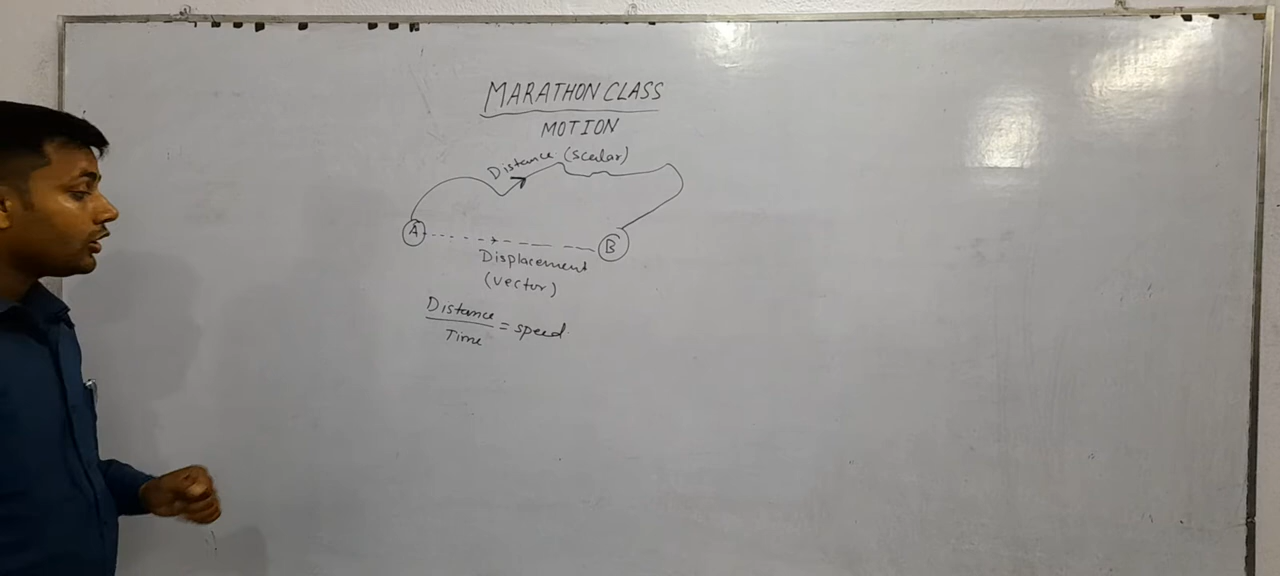 MARATHON CLASS
MOTION
Distance (scalar)
A
B
Displacement
(vector)
Distance
Time
= speed